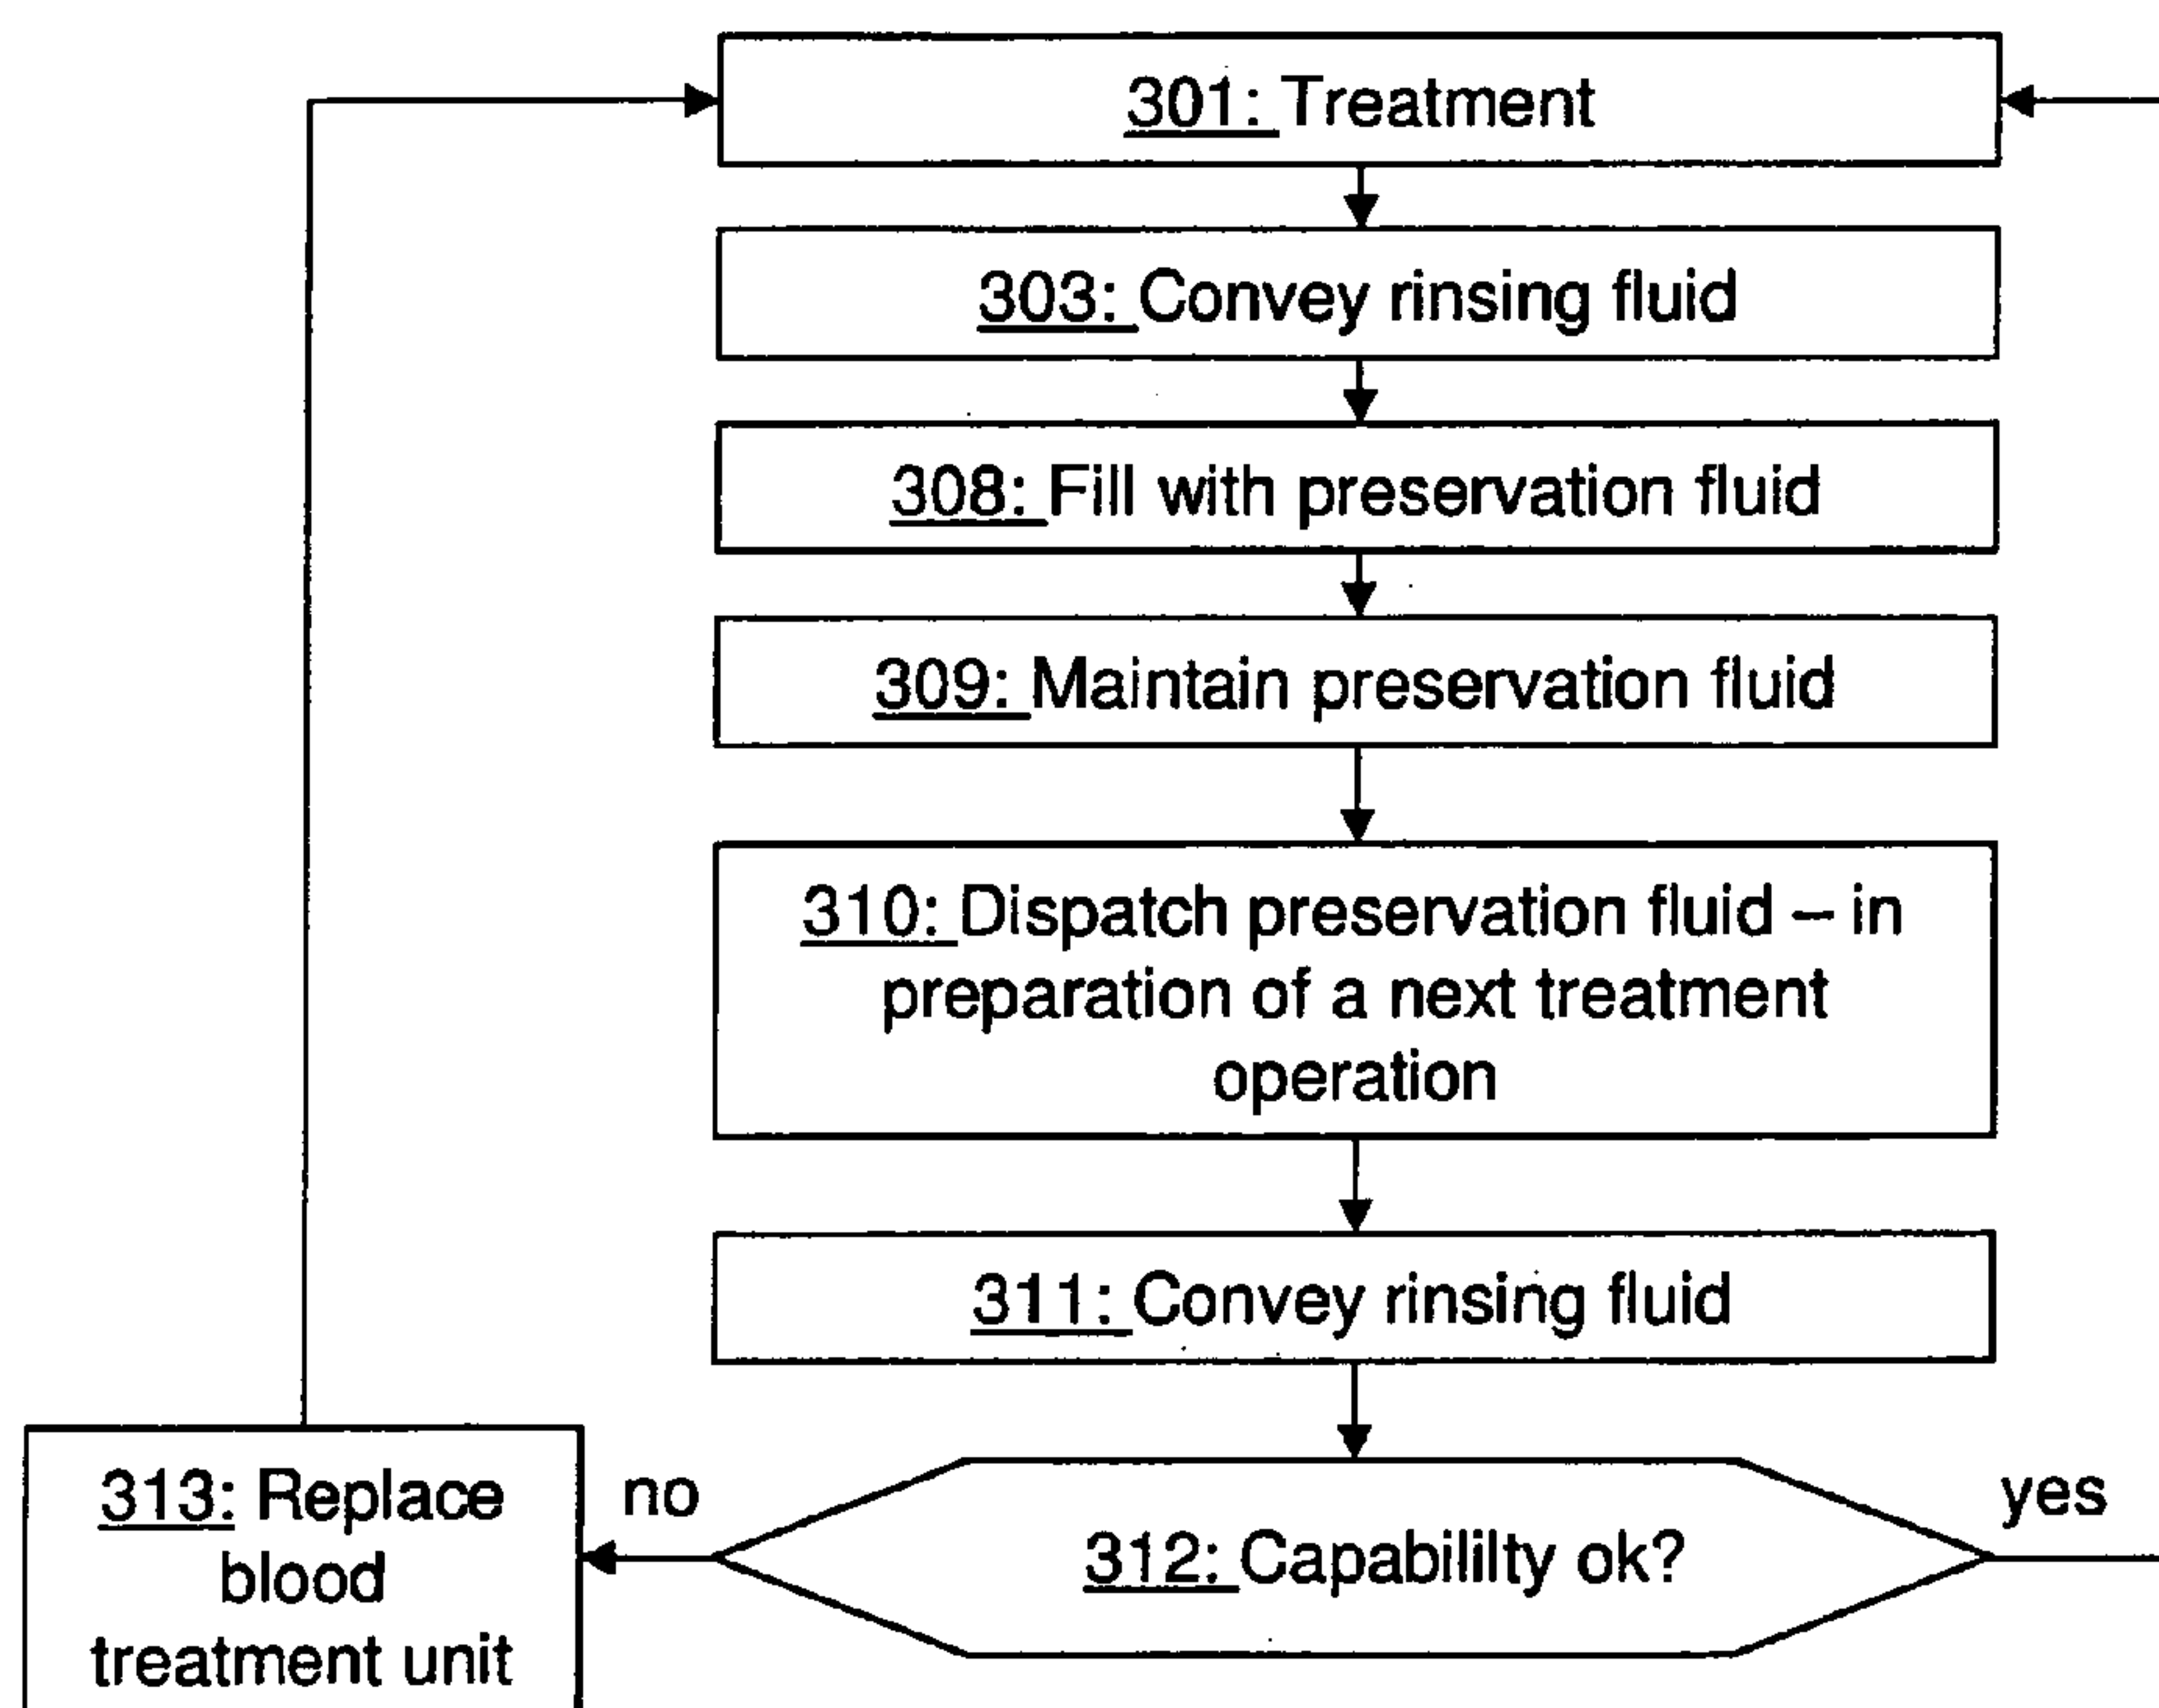 301: Treatment
303: Convey rinsing fluid
308: Fill with preservation fluid
309: Maintain preservation fluid
310: Dispatch preservation fluid – in
preparation of a next treatment
operation
311: Convey rinsing fluid
313: Replace
blood
treatment unit
no
312: Capabililty ok?
yes